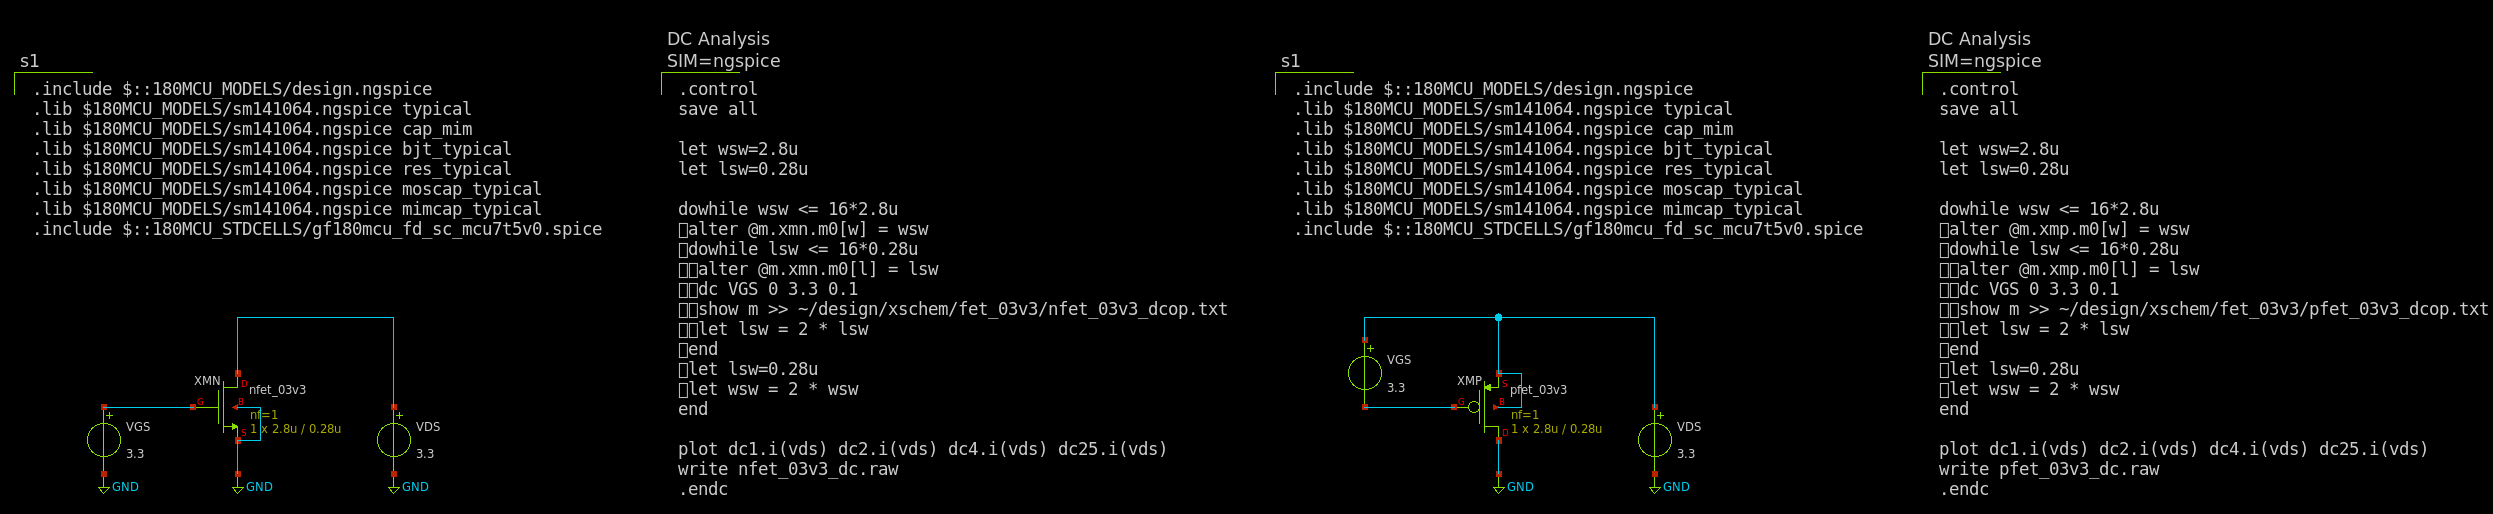 s1
.include $::180MCU_MODELS/design.ngspice
.lib $180MCU_MODELS/sm141064.ngspice typical
.lib $180MCU_MODELS/sm141064.ngspice cap_mim
.lib $180MCU_MODELS/sm141064.ngspice bjt_typical
.lib $180MCU_MODELS/sm141064.ngspice res_typical
.lib $180MCU_MODELS/sm141064.ngspice moscap_typical
.lib $180MCU_MODELS/sm141064.ngspice mimcap_typical
.include $::180MCU_STDCELLS/gf180mcu_fd_sc_mcu7t5v0.spice
XMN
nfet_03v3
D
G
B
S
nf=1
1 x 2.8u / 0.28u
+
VGS
3.3
+
VDS
3.3
GND
GND
GND
DC Analysis
SIM=ngspice
.control
save all
let wsw=2.8u
let lsw=0.28u
dowhile wsw <= 16*2.8u
alter @m.xmn.m0[w] = wsw
dowhile lsw <= 16*0.28u
alter @m.xmn.m0[l] = lsw
dc VGS 0 3.3 0.1
show m >> ~/design/xschem/fet_03v3/nfet_03v3_dcop.txt
let lsw = 2 * lsw
end
let lsw=0.28u
let wsw = 2 * wsw
end
plot dc1.i(vds) dc2.i(vds) dc4.i(vds) dc25.i(vds)
write nfet_03v3_dc.raw
.endc
s1
.include $::180MCU_MODELS/design.ngspice
.lib $180MCU_MODELS/sm141064.ngspice typical
.lib $180MCU_MODELS/sm141064.ngspice cap_mim
.lib $180MCU_MODELS/sm141064.ngspice bjt_typical
.lib $180MCU_MODELS/sm141064.ngspice res_typical
.lib $180MCU_MODELS/sm141064.ngspice moscap_typical
.lib $180MCU_MODELS/sm141064.ngspice mimcap_typical
.include $::180MCU_STDCELLS/gf180mcu_fd_sc_mcu7t5v0.spice
+
VGS
3.3
XMP
pfet_03v3
S
G
B
D
nf=1
1 x 2.8u / 0.28u
+
VDS
3.3
GND
GND
DC Analysis
SIM=ngspice
.control
save all
let wsw=2.8u
let lsw=0.28u
dowhile wsw <= 16*2.8u
alter @m.xmp.m0[w] = wsw
dowhile lsw <= 16*0.28u
alter @m.xmp.m0[l] = lsw
dc VGS 0 3.3 0.1
show m >> ~/design/xschem/fet_03v3/pfet_03v3_dcop.txt
let lsw = 2 * lsw
end
let lsw=0.28u
let wsw = 2 * wsw
end
plot dc1.i(vds) dc2.i(vds) dc4.i(vds) dc25.i(vds)
write pfet_03v3_dc.raw
.endc